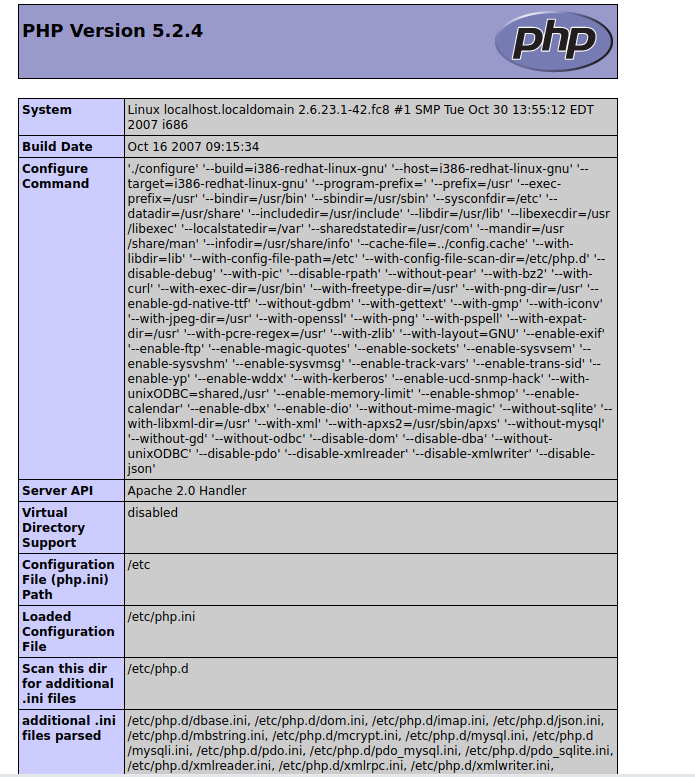 PHP Version 5.2.4
php
System
Linux localhost.localdomain 2.6.23.1-42.fc8 #1 SMP Tue Oct 30 13:55:12 EDT
2007 i686
Build Date
Oct 16 2007 09:15:34
Configure
Command
'./configure' '--build=i386-redhat-linux-gnu' '--host=i386-redhat-linux-gnu' '--
target=i386-redhat-linux-gnu' '--program-prefix=' '--prefix=/usr' '--exec-
prefix=/usr' '--bindir=/usr/bin' '--sbindir=/usr/sbin' '--sysconfdir=/etc' '--
datadir=/usr/share' '--includedir=/usr/include' '--libdir=/usr/lib' '--libexecdir=/usr
/libexec' '--localstatedir=/var' '--sharedstatedir=/usr/com' '--mandir=/usr
/share/man' '--infodir=/usr/share/info' '--cache-file=../config.cache' '--with-
libdir=lib' '--with-config-file-path=/etc' '--with-config-file-scan-dir=/etc/php.d' '--
disable-debug' '--with-pic' '--disable-rpath' '--without-pear' '--with-bz2' '--with-
curl' '--with-exec-dir=/usr/bin' '--with-freetype-dir=/usr' '--with-png-dir=/usr' '--
enable-gd-native-ttf' '--without-gdbm' '--with-gettext' '--with-gmp' '--with-iconv'
'--with-jpeg-dir=/usr' '--with-openssl' '--with-png' '--with-pspell' '--with-expat-
dir=/usr' '--with-pcre-regex=/usr' '--with-zlib' '--with-layout=GNU' '--enable-exif'
'--enable-ftp' '--enable-magic-quotes' '--enable-sockets' '--enable-sysvsem' '--
enable-sysvshm' '--enable-sysvmsg' '--enable-track-vars' '--enable-trans-sid' '--
enable-yp' '--enable-wddx' '--with-kerberos' '--enable-ucd-snmp-hack' '--with-
unixODBC=shared,/usr' '--enable-memory-limit' '--enable-shmop' '--enable-
calendar' '--enable-dbx' '--enable-dio' '--without-mime-magic' '--without-sqlite' '--
with-libxml-dir=/usr' '--with-xml' '--with-apxs2=/usr/sbin/apxs' '--without-mysql'
'--without-gd' '--without-odbc' '--disable-dom' '--disable-dba' '--without-
unixODBC' '--disable-pdo' '--disable-xmlreader' '--disable-xmlwriter' '--disable-
json'
Server API
Apache 2.0 Handler
Virtual
Directory
Support
disabled
Configuration
File (php.ini)
Path
/etc
Loaded
Configuration
File
/etc/php.ini
Scan this dir
for additional
.ini files
/etc/php.d
additional .ini
files parsed
/etc/php.d/dbase.ini, /etc/php.d/dom.ini, /etc/php.d/imap.ini, /etc/php.d/json.ini,
/etc/php.d/mbstring.ini, /etc/php.d/mcrypt.ini, /etc/php.d/mysql.ini, /etc/php.d
/mysqli.ini, /etc/php.d/pdo.ini, /etc/php.d/pdo_mysql.ini, /etc/php.d/pdo_sqlite.ini,
/etc/php.d/xmlreader.ini, /etc/php.d/xmlrpc.ini, /etc/php.d/xmlwriter.ini,